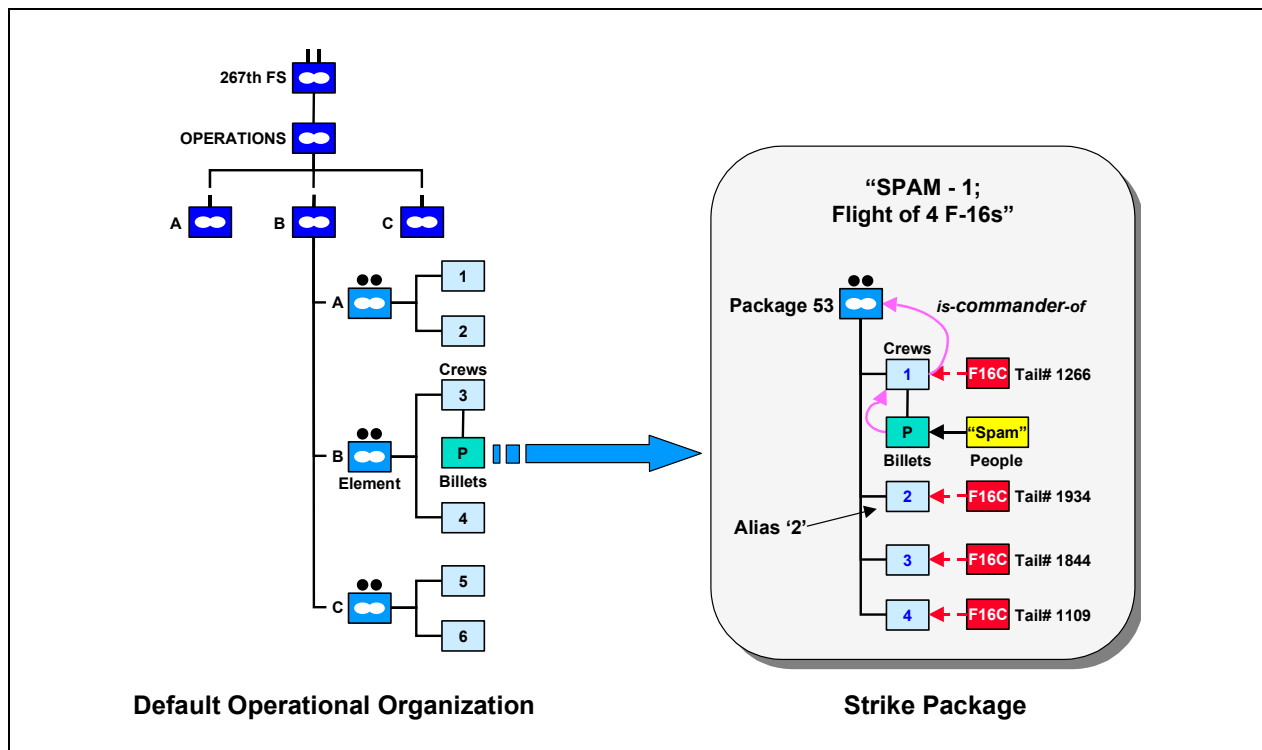 267th FS
OPERATIONS
A
B
C
A
1
2
Crews
3
P
Billets
B
Element
4
C
5
6
Default Operational Organization
“SPAM - 1;
Flight of 4 F-16s”
Package 53
is-commander-of
Crews
1
F16C
Tail# 1266
P
“Spam”
Billets
People
2
F16C
Tail# 1934
Alias ‘2’
3
F16C
Tail# 1844
4
F16C
Tail# 1109
Strike Package